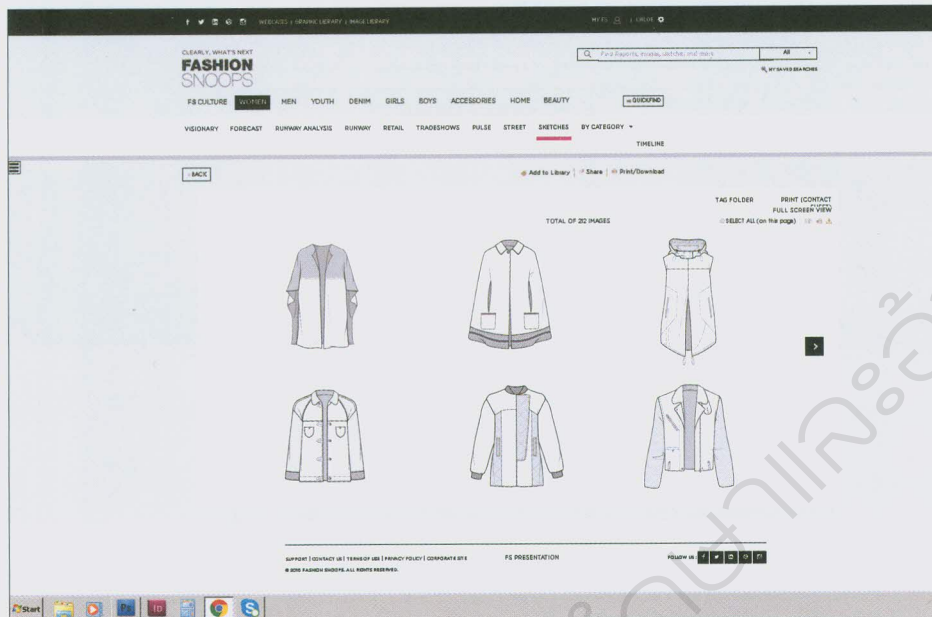 WEBCASTS | GRAPHIC LIBRARY | IMAGE LIBRARY
MY FS
CLEARLY, WHAT'S NEXT
FASHION
SNOOPS
All
MY SAVED SEARCHES
FS CULTURE WOMEN MEN YOUTH DENIM GIRLS BOYS ACCESSORIES HOME BEAUTY
QUICKFIND
VISIONARY FORECAST RUNWAY ANALYSIS RUNWAY RETAIL TRADESHOWS PULSE STREET SKETCHES BY CATEGORY
TIMELINE
‹ BACK
Add to Library | Share | Print/Download
TAG FOLDER PRINT (CONTACT
FULL SCREEN VIEW
TOTAL OF 212 IMAGES
SELECT ALL (on this page)
SUPPORT | CONTACT US | TERMS OF USE | PRIVACY POLICY | CORPORATE SITE
FS PRESENTATION
FOLLOW US:
FASHION SNOOPS. ALL RIGHTS RESERVED.
Start
Ps
ID